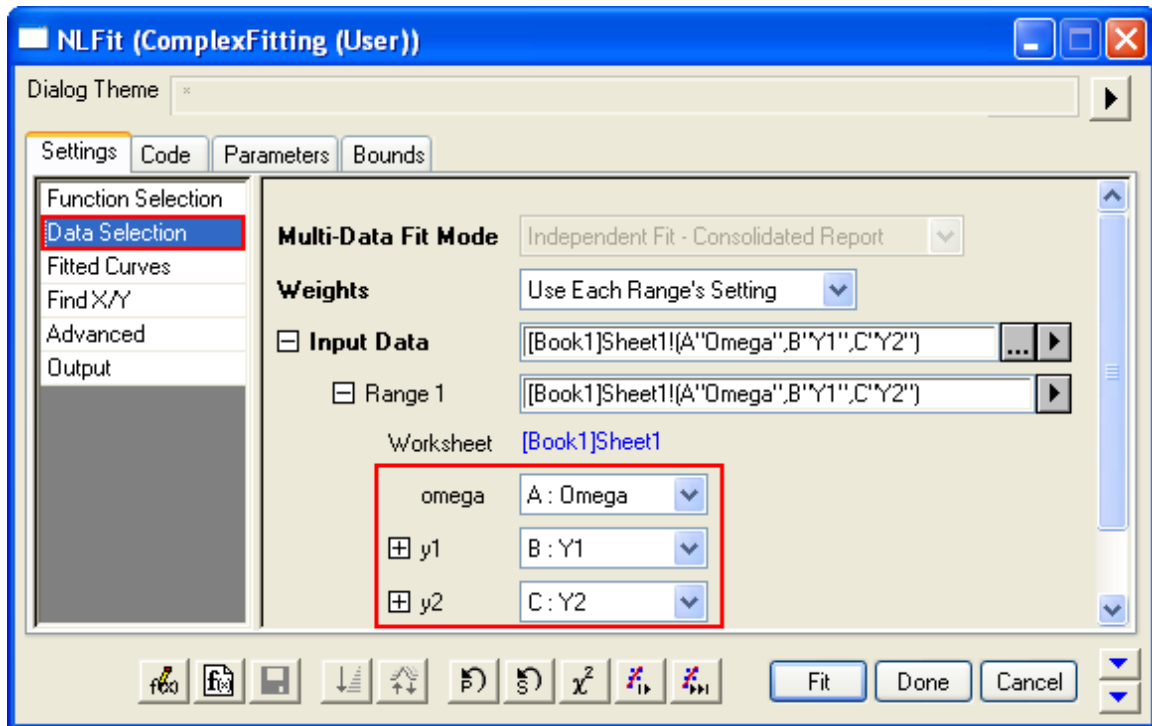 NLFit (ComplexFitting (User))
Dialog Theme *
Settings Code Parameters Bounds
Function Selection
Data Selection
Fitted Curves
Find X/Y
Advanced
Output
Multi-Data Fit Mode Independent Fit - Consolidated Report
Weights Use Each Range's Setting
Input Data [Book1]Sheet1!(A"Omega",B"Y1",C"Y2") ...
Range 1 [Book1]Sheet1!(A"Omega",B"Y1",C"Y2")
Worksheet [Book1]Sheet1
omega A : Omega
y1 B : Y1
y2 C : Y2
f(x) f(x) P S χ² Fit Done Cancel